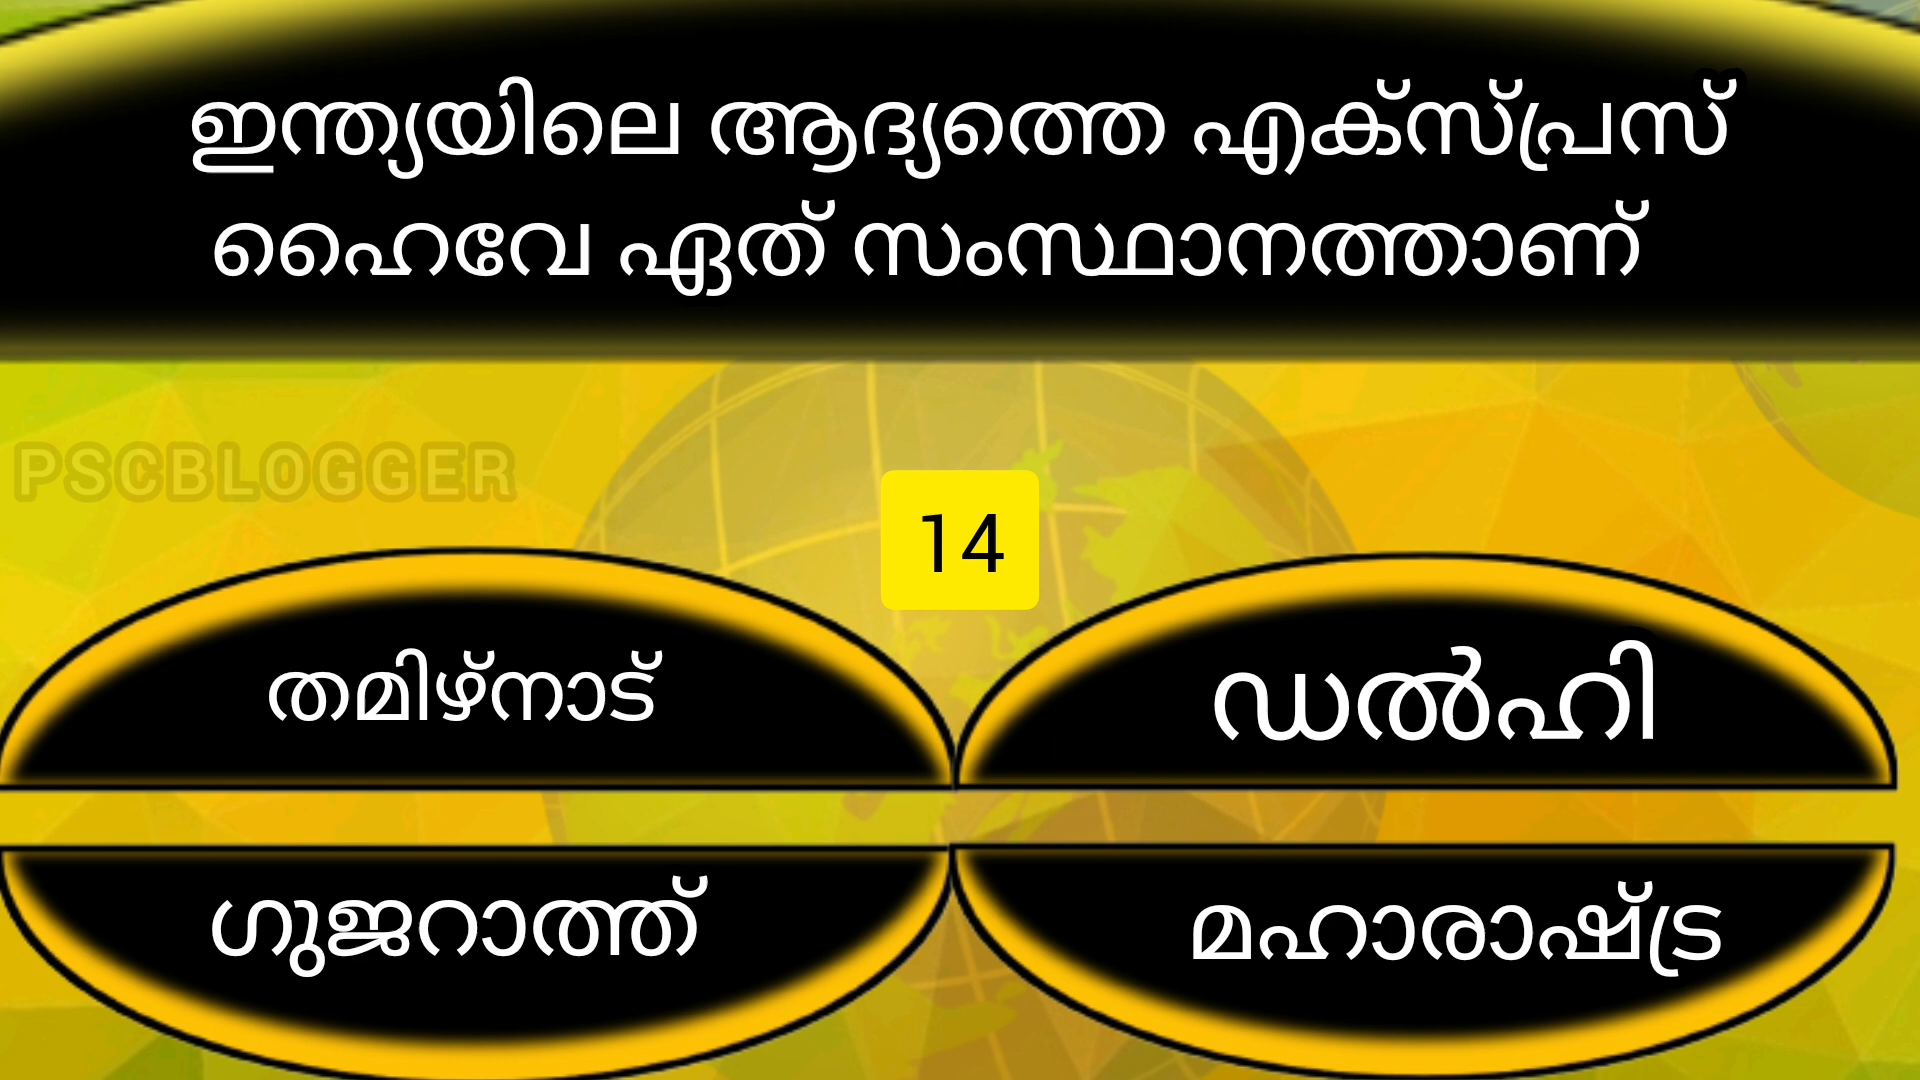 ഇന്ത്യയിലെ ആദ്യത്തെ എക്സ്പ്രസ്
ഹൈവേ ഏത് സംസ്ഥാനത്താണ്
PSCBLOGGER
14
തമിഴ്നാട്
ഡൽഹി
ഗുജറാത്ത്
മഹാരാഷ്ട്ര